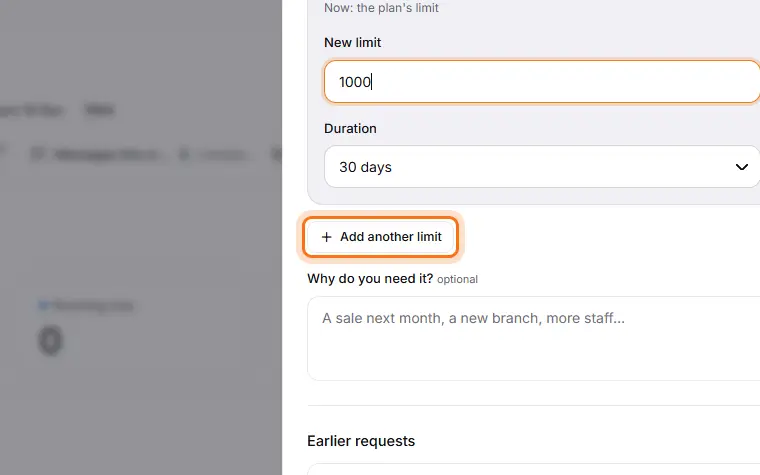 Now: the plan's limit
New limit
1000
Duration
30 days
+ Add another limit
Why do you need it? optional
A sale next month, a new branch, more staff...
0
Earlier requests